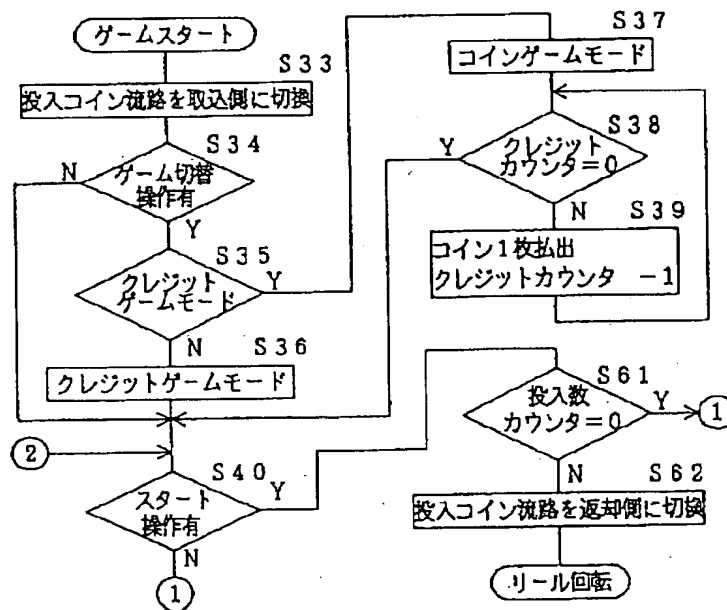 ゲームスタート
S33
投入コイン流路を取込側に切換
S34
N
ゲーム切替
操作有
Y
S35
クレジット
ゲームモード
Y
N
S36
クレジットゲームモード
2
S40
スタート
操作有
Y
N
1
S37
コインゲームモード
S38
Y
クレジット
カウンタ=0
N
S39
コイン1枚払出
クレジットカウンタ -1
S61
投入数
カウンタ=0
Y
1
N
S62
投入コイン流路を返却側に切換
リール回転